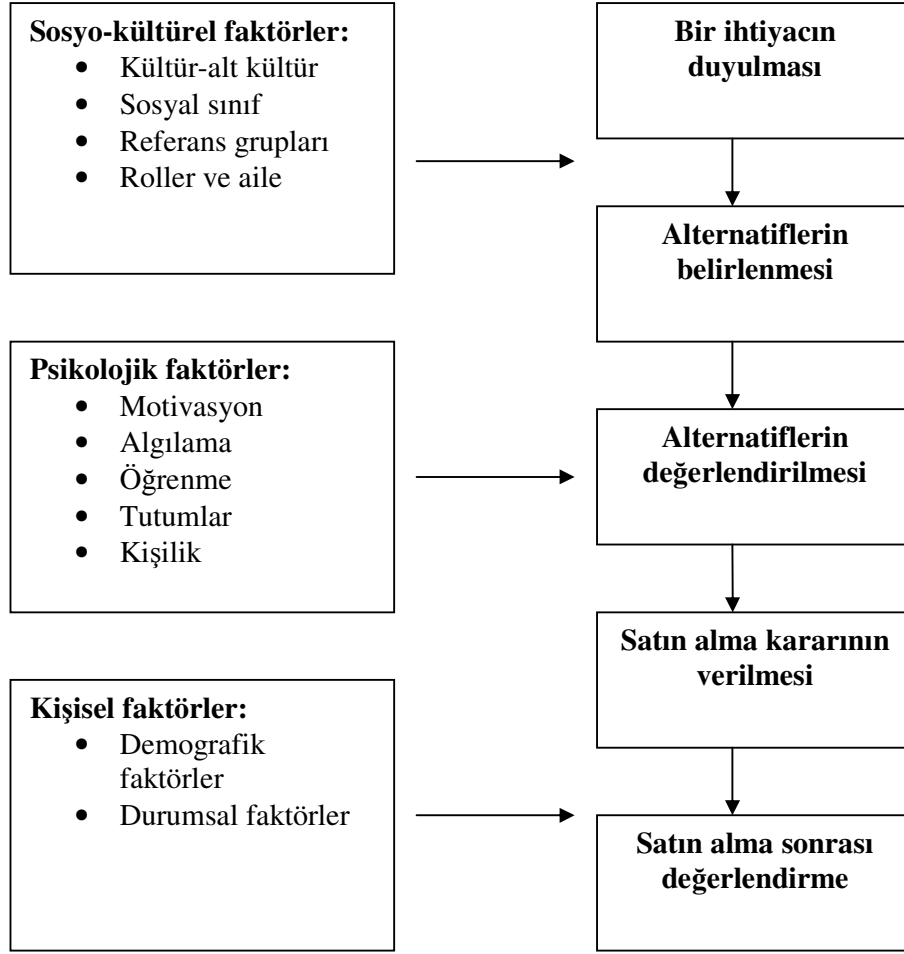 Sosyo-kültürel faktörler:
• Kültür-alt kültür
• Sosyal sınıf
• Referans grupları
• Roller ve aile
Psikolojik faktörler:
• Motivasyon
• Algılama
• Öğrenme
• Tutumlar
• Kişilik
Kişisel faktörler:
• Demografik
faktörler
• Durumsal faktörler
Bir ihtiyacın
duyulması
Alternatiflerin
belirlenmesi
Alternatiflerin
değerlendirilmesi
Satın alma kararının
verilmesi
Satın alma sonrası
değerlendirme